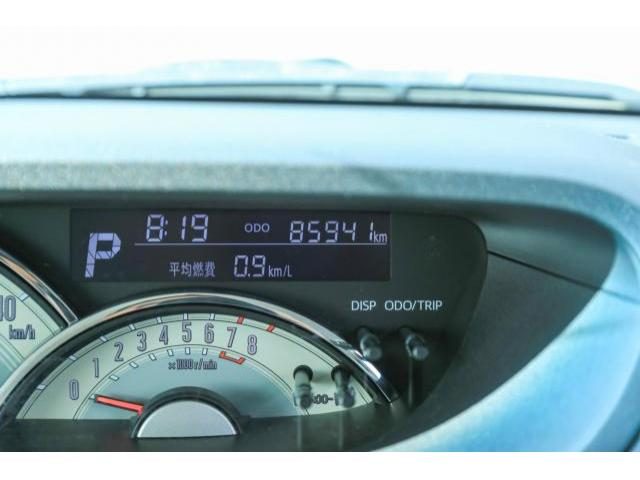 P
8:19 ODO 85941 km
平均燃費 0.9 km/L
DISP ODO/TRIP
km/h
0 1 2 3 4 5 6 7 8
x1000 r/min